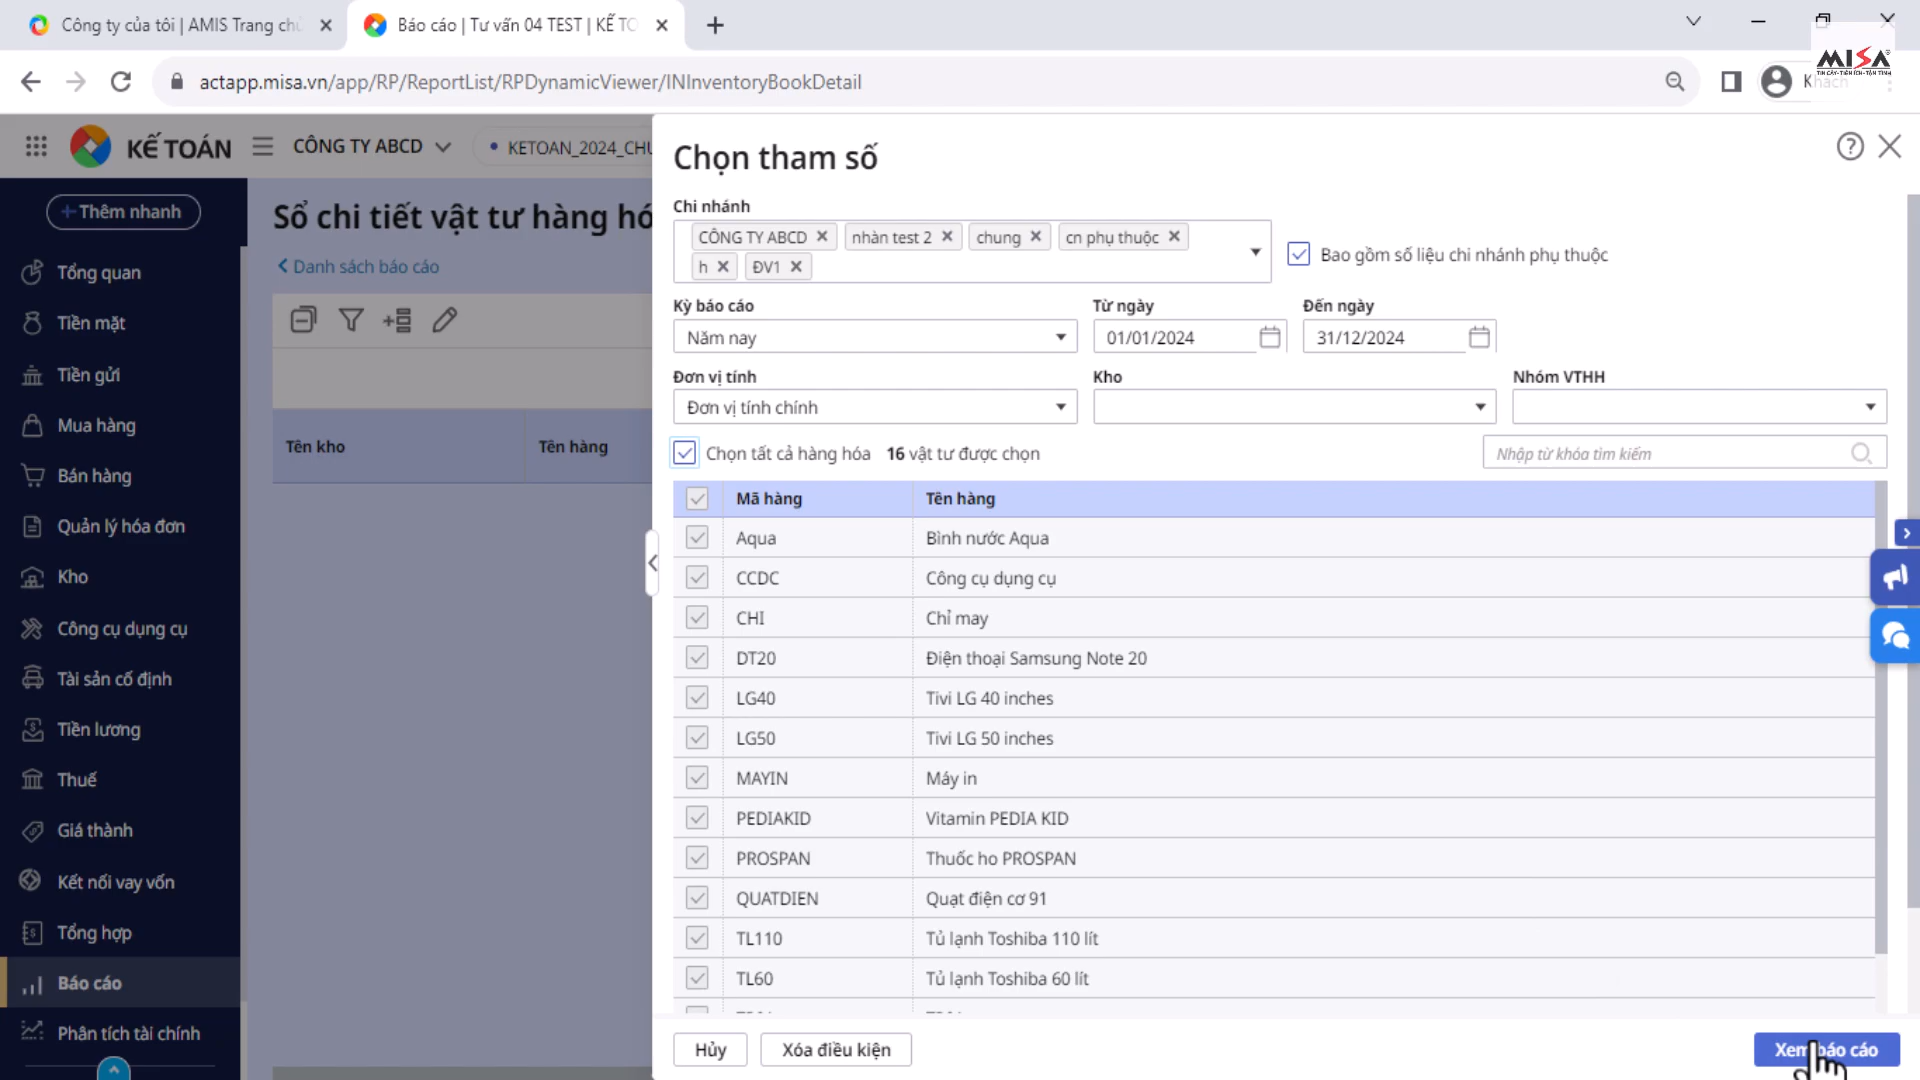 Công ty của tôi | AMIS Trang ch
Báo cáo | Tư vấn 04 TEST | KẾ TO
MISA
TIN CẬY-TIỆN ÍCH-TẬN TÌNH
actapp.misa.vn/app/RP/ReportList/RPDynamicViewer/INInventoryBookDetail
Khách
KẾ TOÁN
CÔNG TY ABCD
KETOAN_2024_CHU
Thêm nhanh
Tổng quan
Tiền mặt
Tiền gửi
Mua hàng
Bán hàng
Quản lý hóa đơn
Kho
Công cụ dụng cụ
Tài sản cố định
Tiền lương
Thuế
Giá thành
Kết nối vay vốn
Tổng hợp
Báo cáo
Phân tích tài chính
Sổ chi tiết vật tư hàng hó
Danh sách báo cáo
Tên kho
Tên hàng
Chọn tham số
Chi nhánh
CÔNG TY ABCD
nhàn test 2
chung
cn phụ thuộc
h
ĐV1
Bao gồm số liệu chi nhánh phụ thuộc
Kỳ báo cáo
Từ ngày
Đến ngày
Năm nay
01/01/2024
31/12/2024
Đơn vị tính
Kho
Nhóm VTHH
Đơn vị tính chính
Chọn tất cả hàng hóa
16 vật tư được chọn
Nhập từ khóa tìm kiếm
Mã hàng
Tên hàng
Aqua
Bình nước Aqua
CCDC
Công cụ dụng cụ
CHI
Chỉ may
DT20
Điện thoại Samsung Note 20
LG40
Tivi LG 40 inches
LG50
Tivi LG 50 inches
MAYIN
Máy in
PEDIAKID
Vitamin PEDIA KID
PROSPAN
Thuốc ho PROSPAN
QUATDIEN
Quạt điện cơ 91
TL110
Tủ lạnh Toshiba 110 lít
TL60
Tủ lạnh Toshiba 60 lít
Hủy
Xóa điều kiện
Xem báo cáo